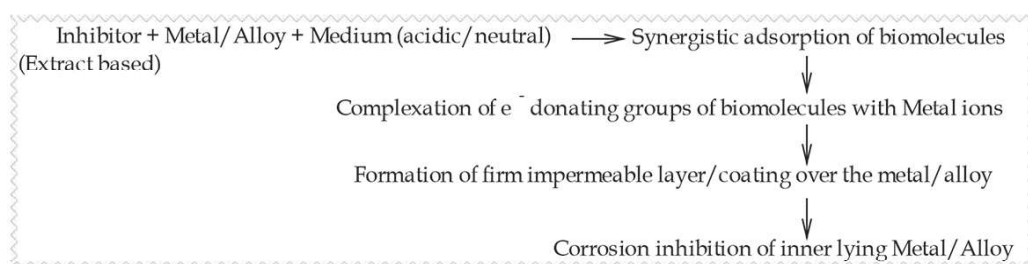 Inhibitor + Metal/Alloy + Medium (acidic/neutral) ⟶ Synergistic adsorption of biomolecules
(Extract based)
Complexation of e⁻ donating groups of biomolecules with Metal ions
Formation of firm impermeable layer/coating over the metal/alloy
Corrosion inhibition of inner lying Metal/Alloy